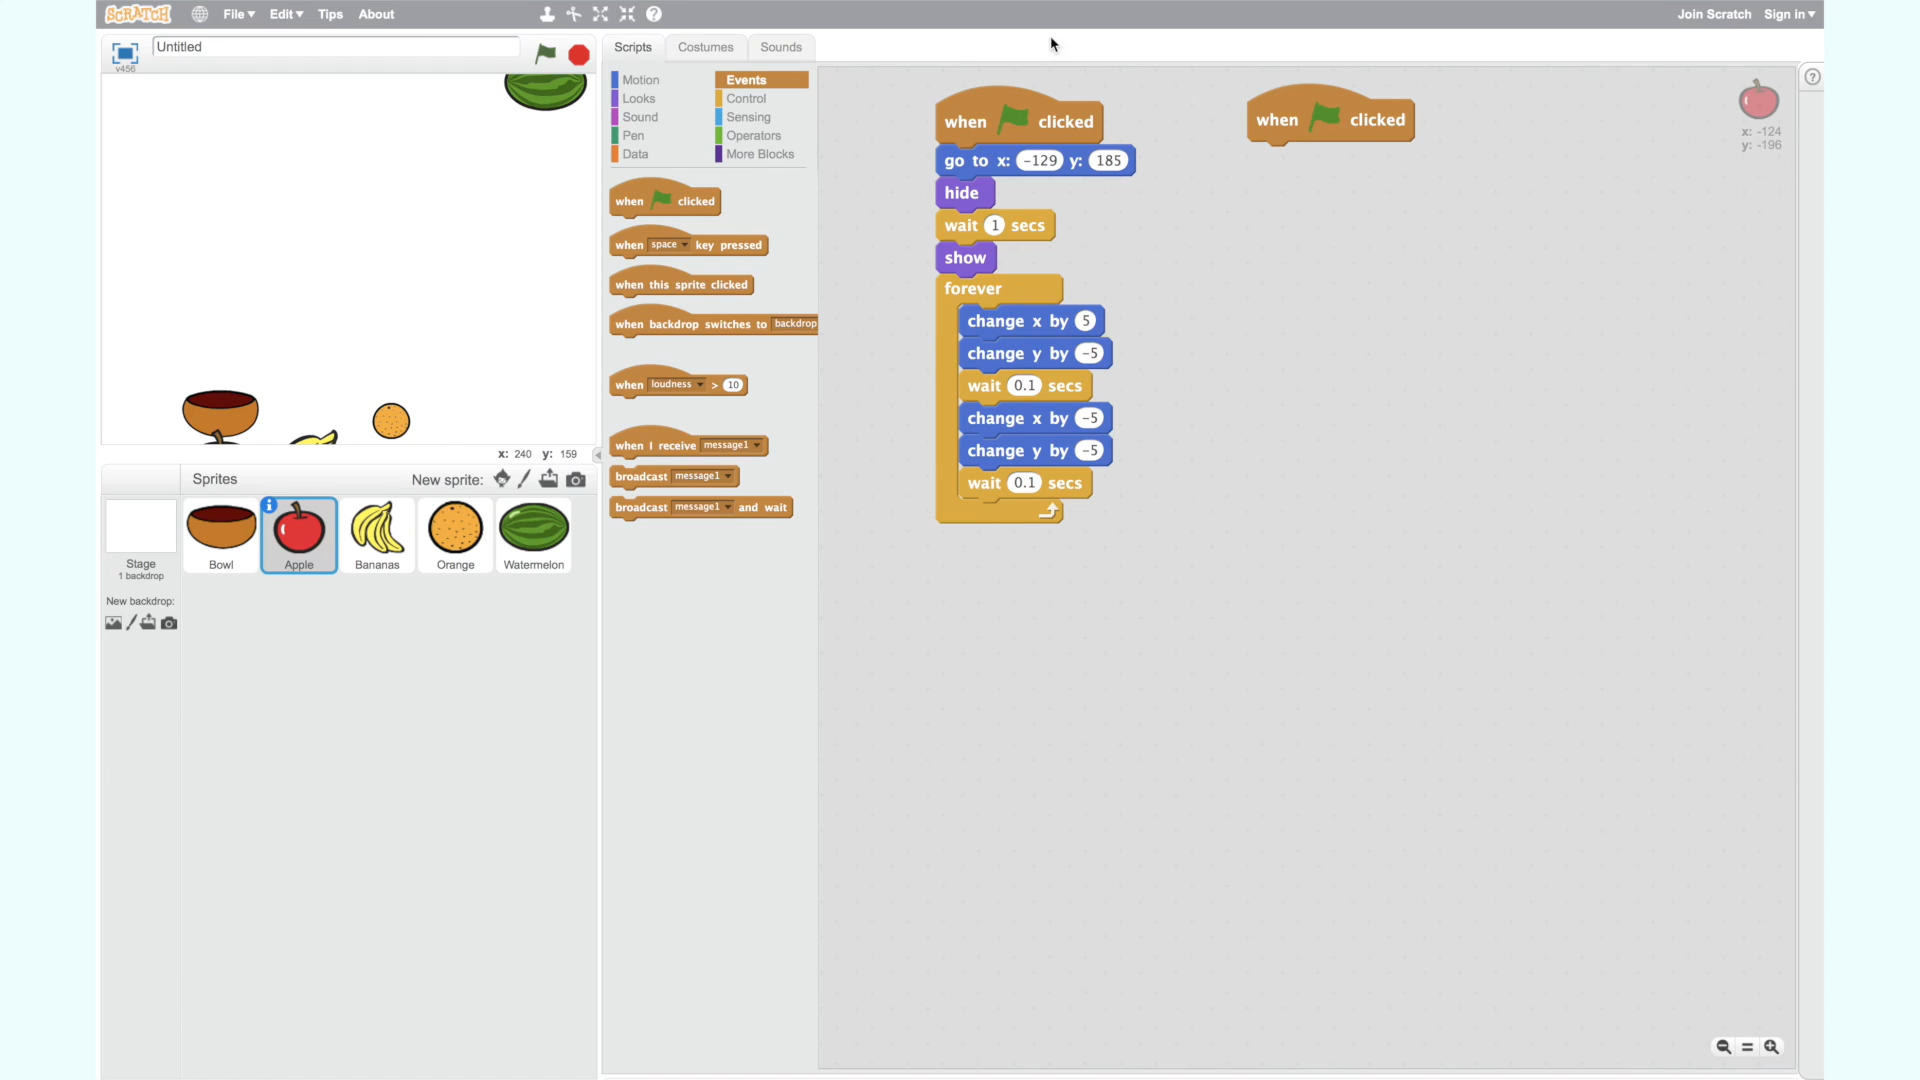 SCRATCH File Edit Tips About Join Scratch Sign in
v456
Untitled
x: 240 y: 159
Sprites New sprite:
Stage
1 backdrop
New backdrop:
Bowl Apple Bananas Orange Watermelon
Scripts Costumes Sounds
Motion Events
Looks Control
Sound Sensing
Pen Operators
Data More Blocks
when clicked
when space key pressed
when this sprite clicked
when backdrop switches to backdrop
when loudness > 10
when I receive message1
broadcast message1
broadcast message1 and wait
when clicked
go to x: -129 y: 185
hide
wait 1 secs
show
forever
change x by 5
change y by -5
wait 0.1 secs
change x by -5
change y by -5
wait 0.1 secs
when clicked
x: -124
y: -196